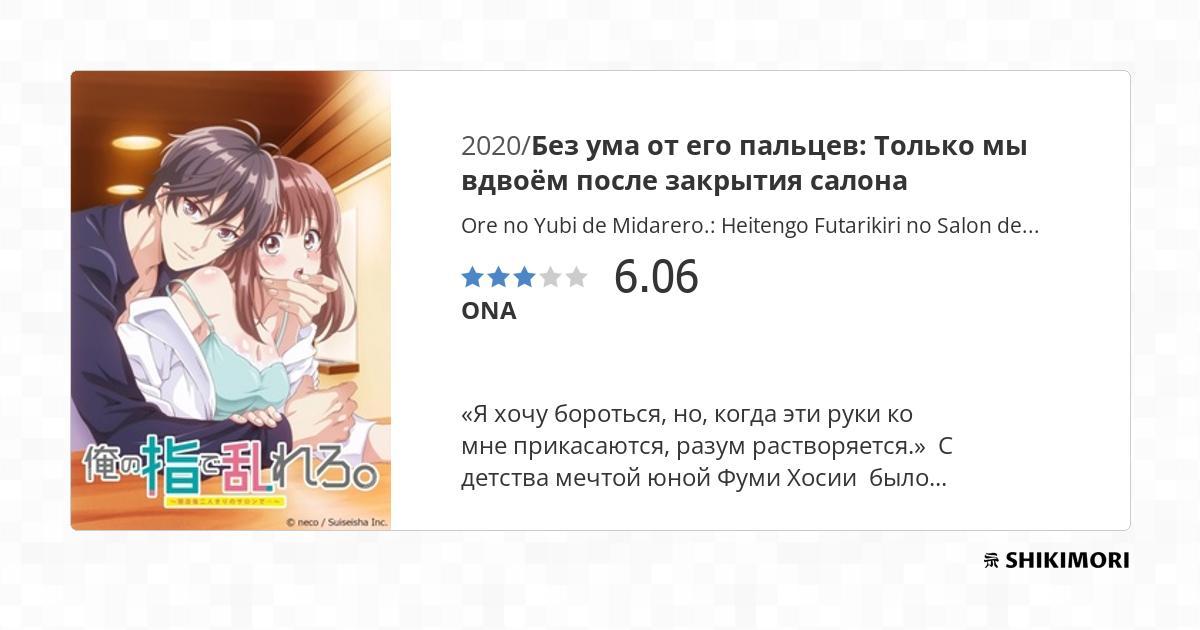 2020/Без ума от его пальцев: Только мы
вдвоём после закрытия салона
Ore no Yubi de Midarero.: Heitengo Futarikiri no Salon de...
6.06
ONA
«Я хочу бороться, но, когда эти руки ко
мне прикасаются, разум растворяется.»  С
детства мечтой юной Фуми Хосии  было...
俺の指で乱れろ。
～閉店後二人きりのサロンで…～
© neco / Suiseisha Inc.
SHIKIMORI